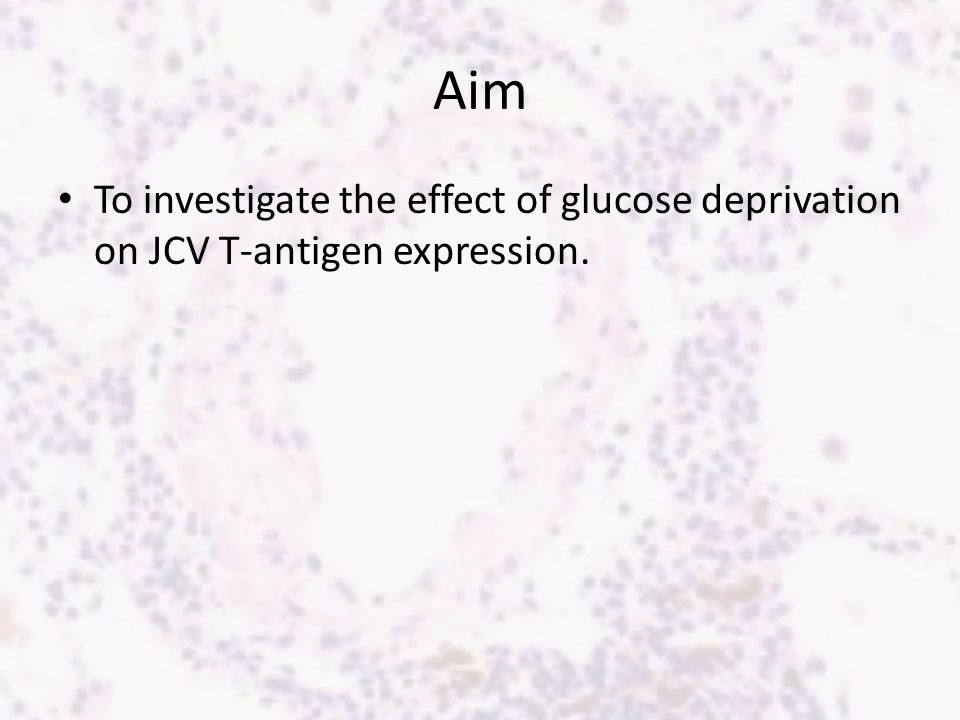 Aim
• To investigate the effect of glucose deprivation
on JCV T-antigen expression.